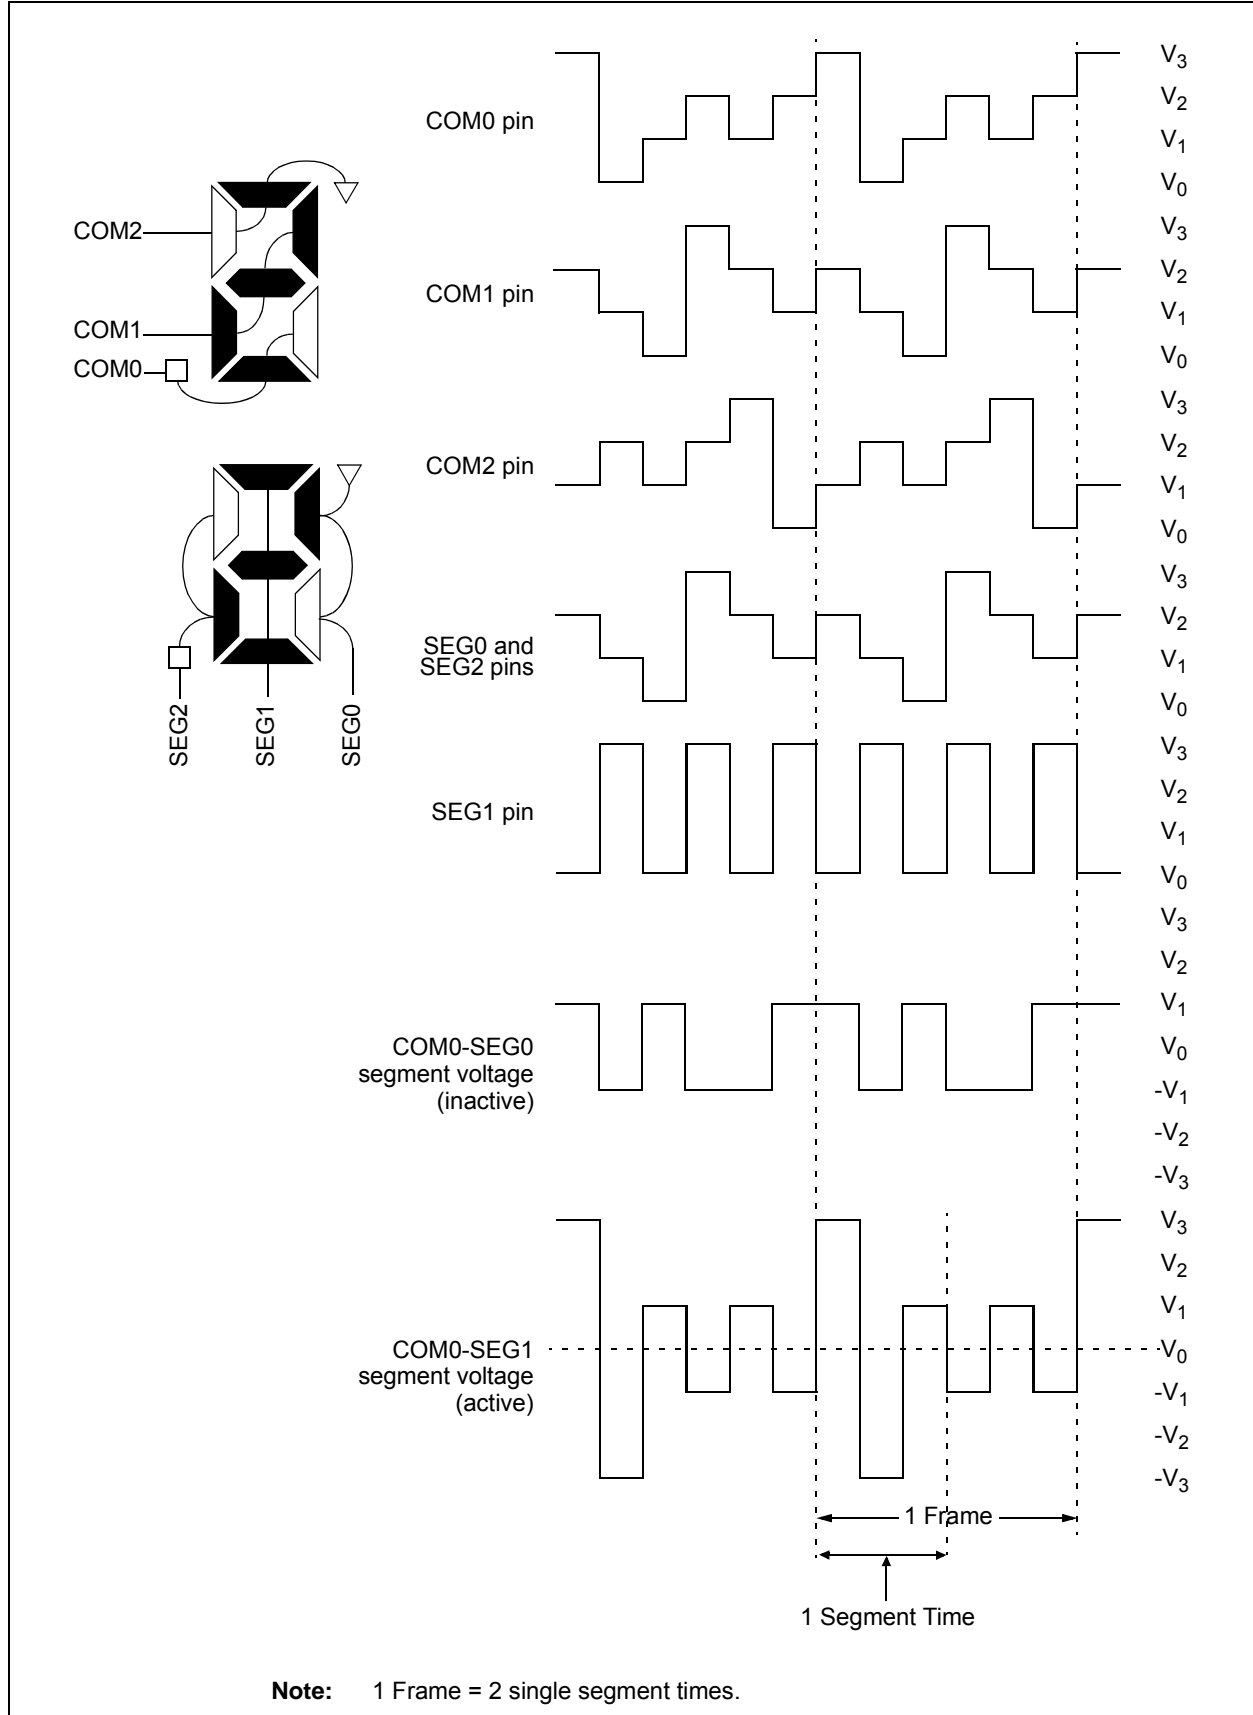 COM0 pin
V3
V2
V1
V0
COM2
COM1
COM0
COM1 pin
V3
V2
V1
V0
COM2 pin
V3
V2
V1
V0
SEG2
SEG1
SEG0
SEG0 and
SEG2 pins
V3
V2
V1
V0
SEG1 pin
V3
V2
V1
V0
COM0-SEG0
segment voltage
(inactive)
V3
V2
V1
V0
-V1
-V2
-V3
COM0-SEG1
segment voltage
(active)
V3
V2
V1
V0
-V1
-V2
-V3
1 Frame
1 Segment Time
Note: 1 Frame = 2 single segment times.